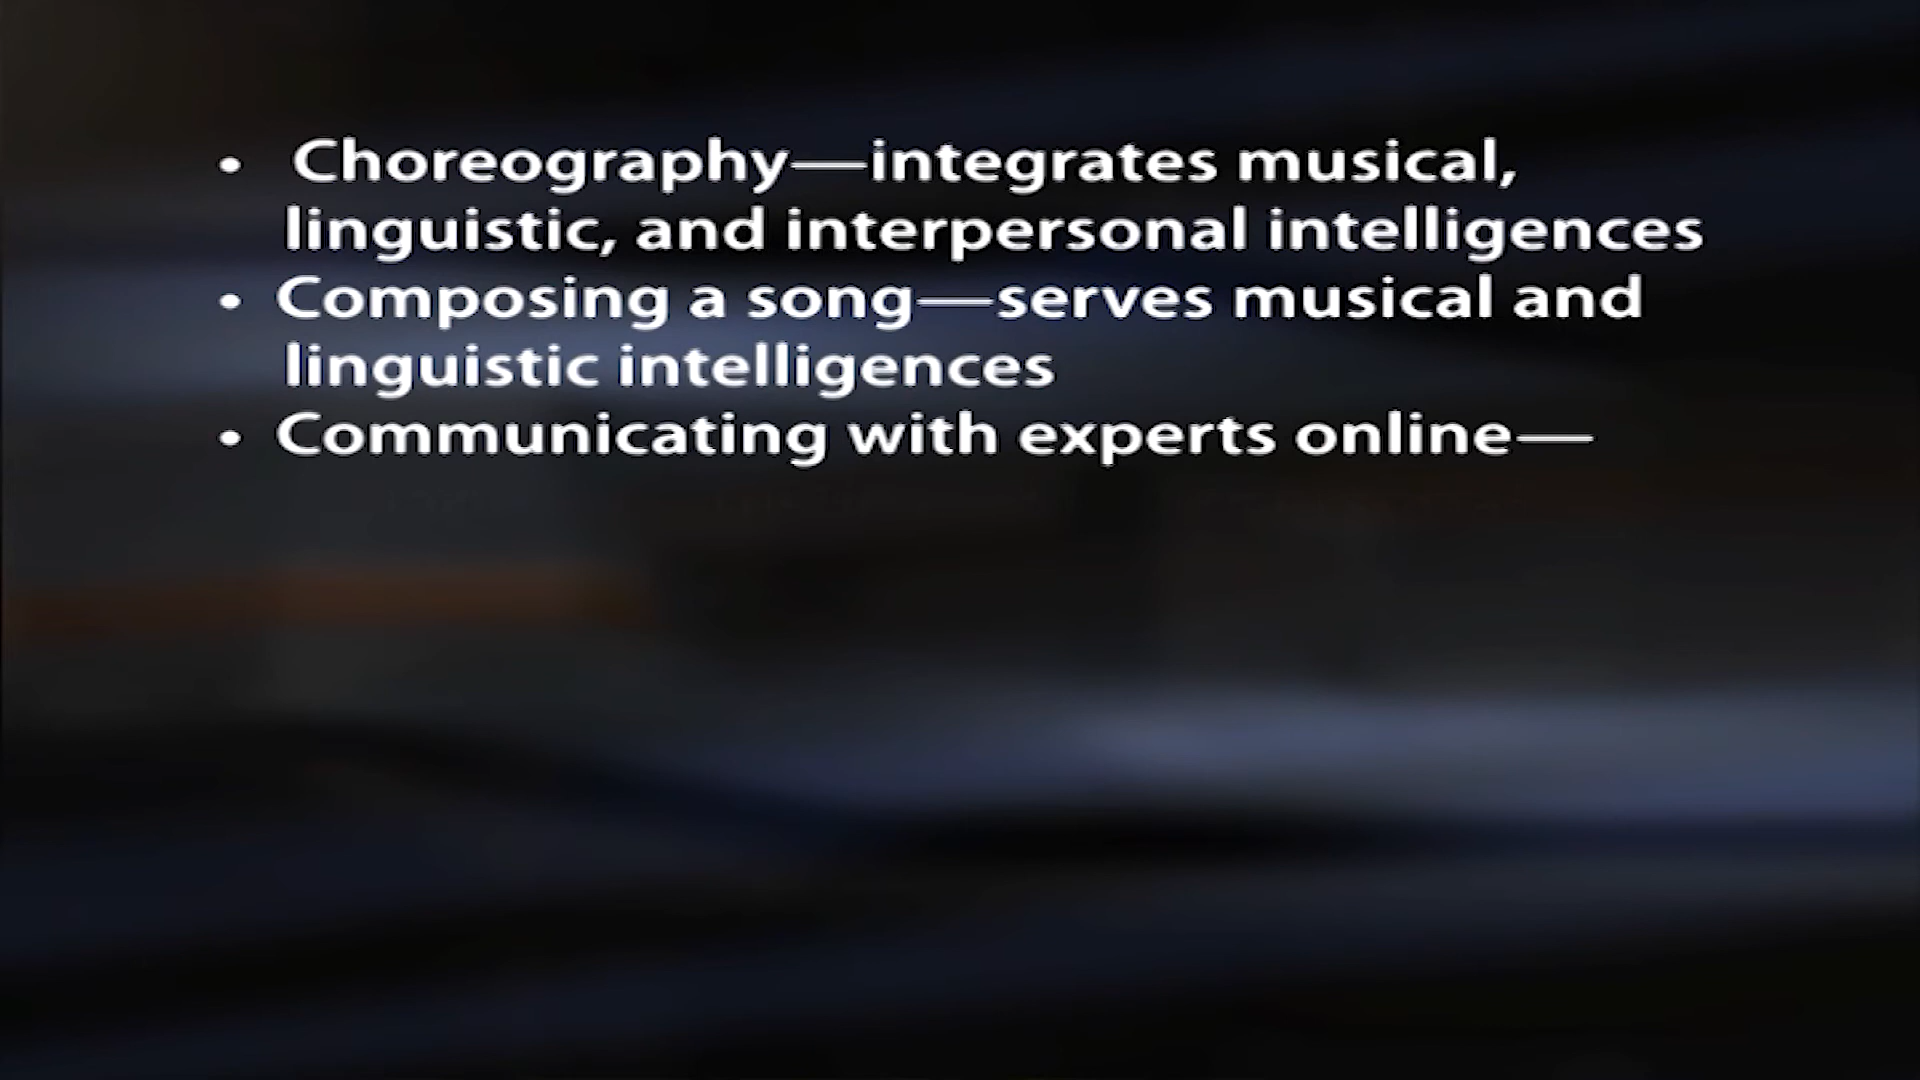 • Choreography—integrates musical,
linguistic, and interpersonal intelligences
• Composing a song—serves musical and
linguistic intelligences
• Communicating with experts online—